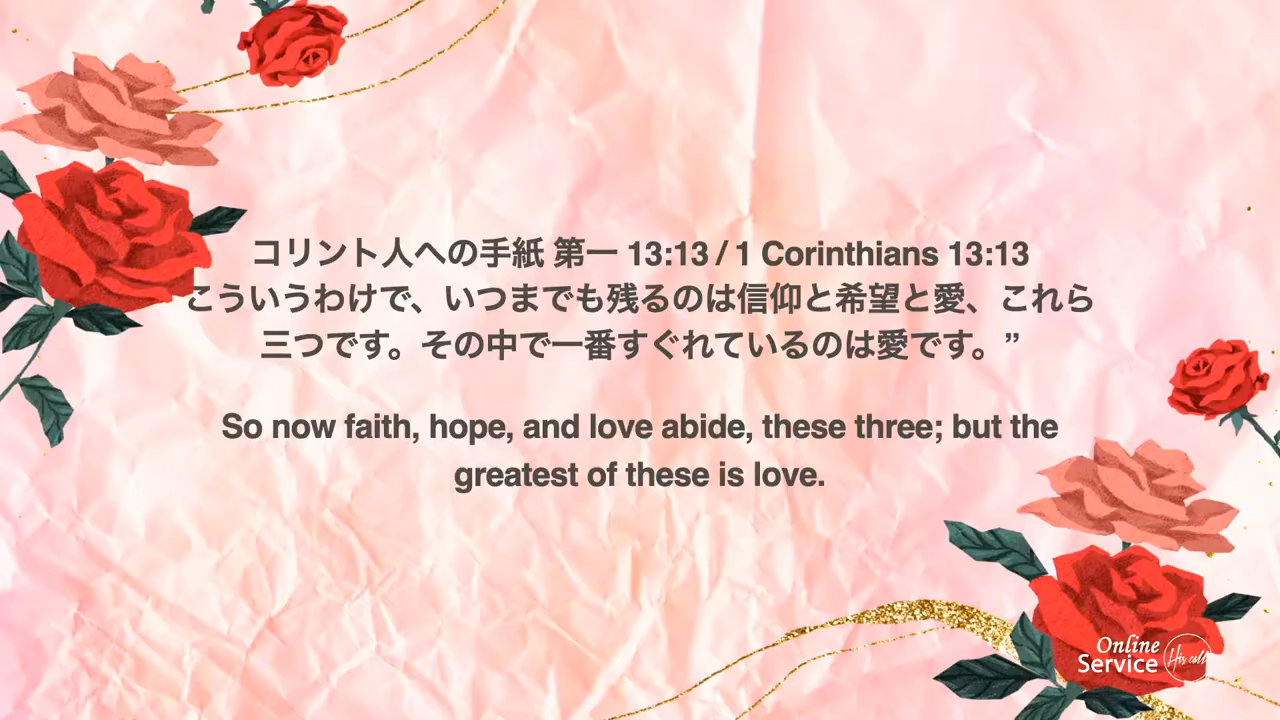 コリント人への手紙 第一 13:13 / 1 Corinthians 13:13
こういうわけで、いつまでも残るのは信仰と希望と愛、これら
三つです。その中で一番すぐれているのは愛です。”
So now faith, hope, and love abide, these three; but the
greatest of these is love.
Online
Service
His call